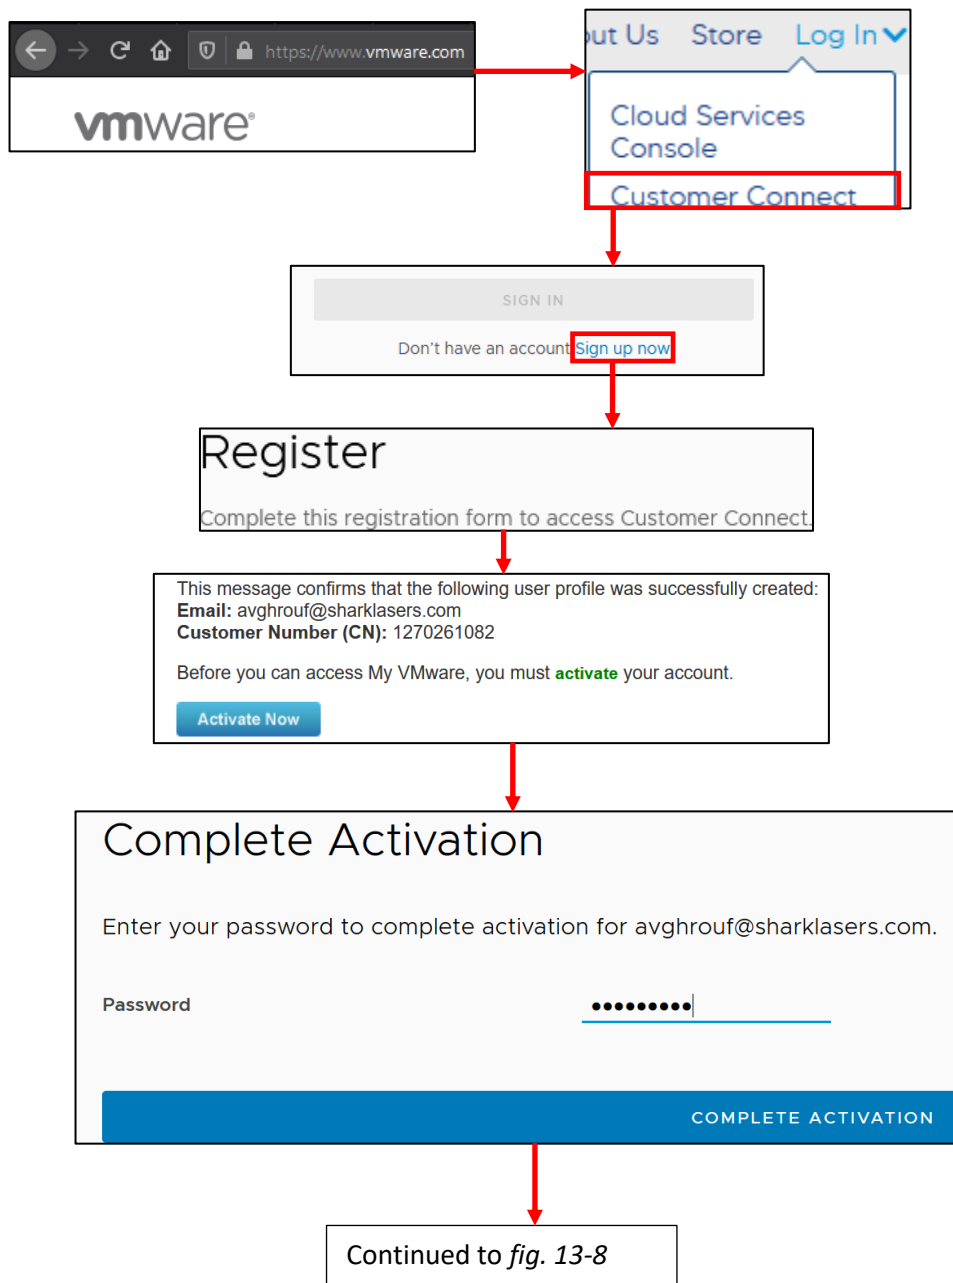 https://www.vmware.com
vmware®
out Us Store Log In
Cloud Services
Console
Customer Connect
SIGN IN
Don't have an account Sign up now
Register
Complete this registration form to access Customer Connect.
This message confirms that the following user profile was successfully created:
Email: avghrouf@sharklasers.com
Customer Number (CN): 1270261082
Before you can access My VMware, you must activate your account.
Activate Now
Complete Activation
Enter your password to complete activation for avghrouf@sharklasers.com.
Password •••••••••
COMPLETE ACTIVATION
Continued to fig. 13-8